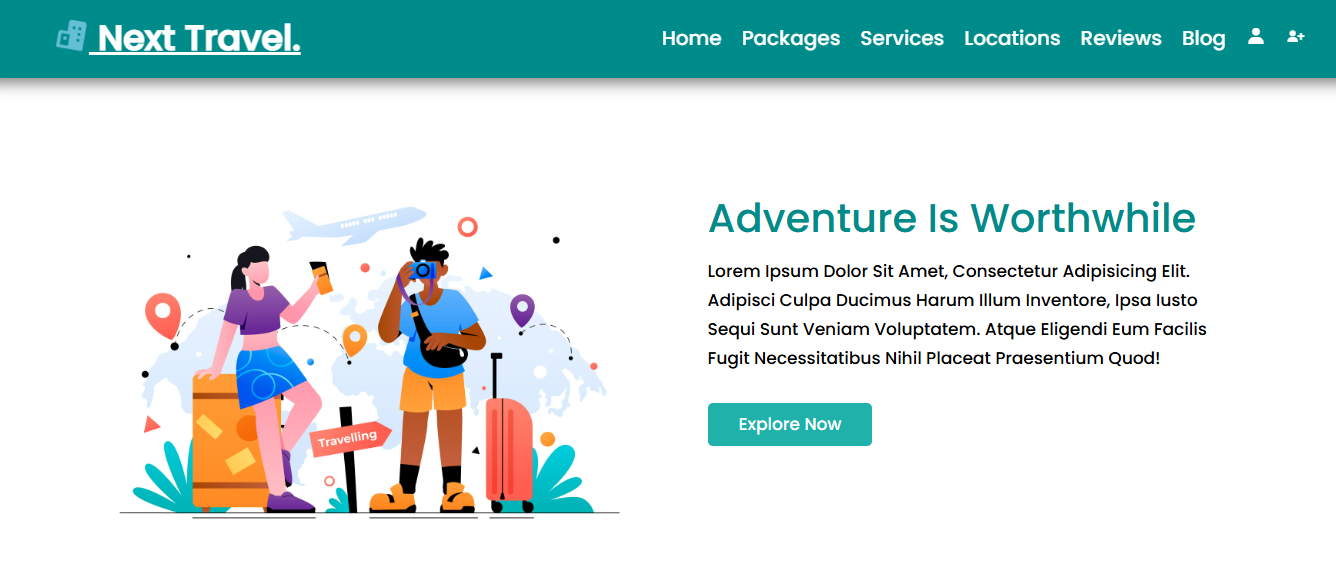 Next Travel.
Home Packages Services Locations Reviews Blog
Adventure Is Worthwhile
Lorem Ipsum Dolor Sit Amet, Consectetur Adipisicing Elit.
Adipisci Culpa Ducimus Harum Illum Inventore, Ipsa Iusto
Sequi Sunt Veniam Voluptatem. Atque Eligendi Eum Facilis
Fugit Necessitatibus Nihil Placeat Praesentium Quod!
Explore Now
Travelling